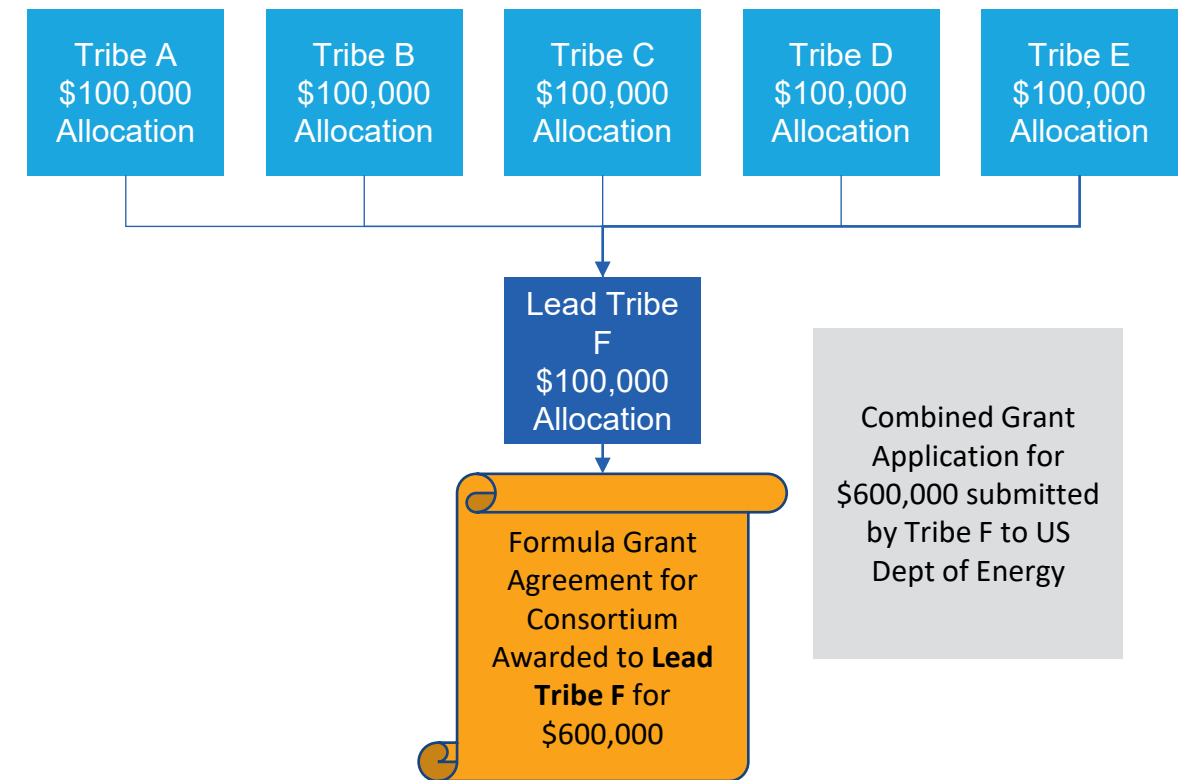 Tribe A
$100,000
Allocation
Tribe B
$100,000
Allocation
Tribe C
$100,000
Allocation
Tribe D
$100,000
Allocation
Tribe E
$100,000
Allocation
Lead Tribe
F
$100,000
Allocation
Combined Grant
Application for
$600,000 submitted
by Tribe F to US
Dept of Energy
Formula Grant
Agreement for
Consortium
Awarded to Lead
Tribe F for
$600,000